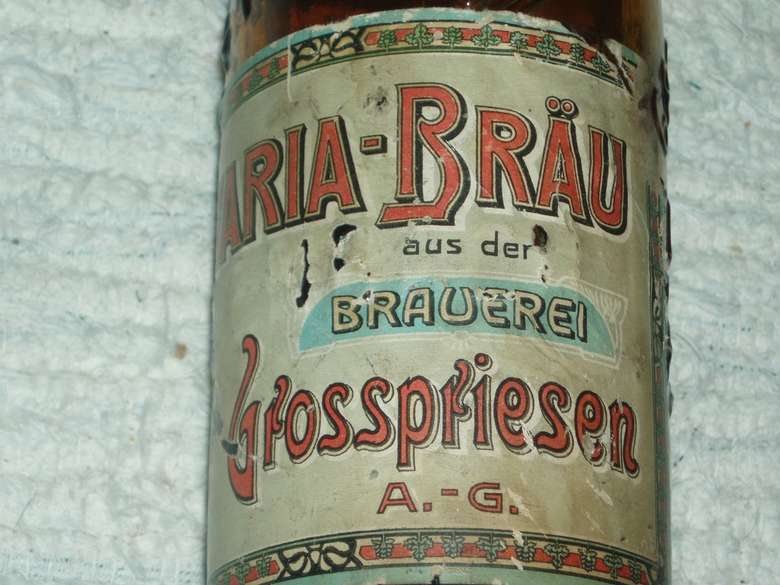 ARIA-BRÄU
aus der
BRAUEREI
Grosspriesen
A.-G.